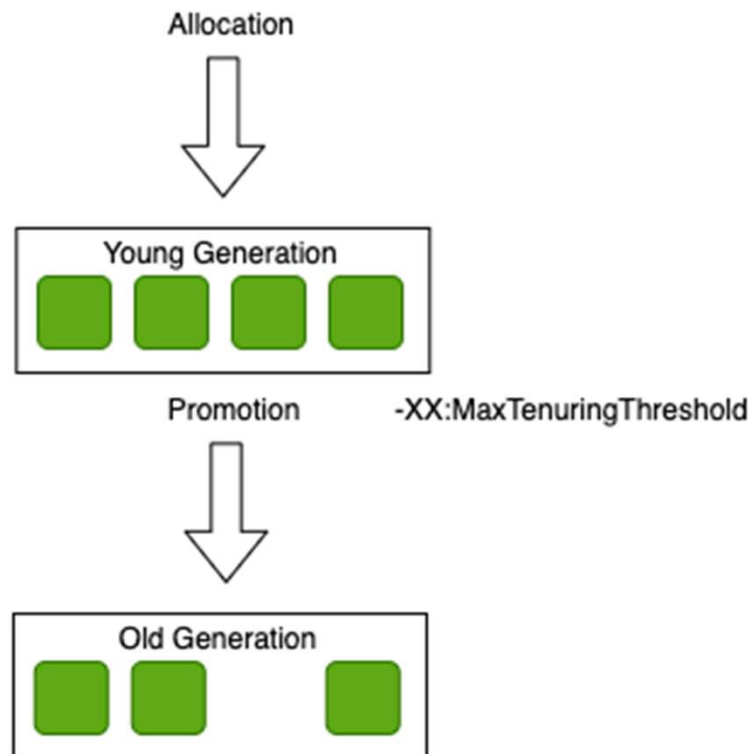 Allocation
Young Generation
Promotion
-XX:MaxTenuringThreshold
Old Generation